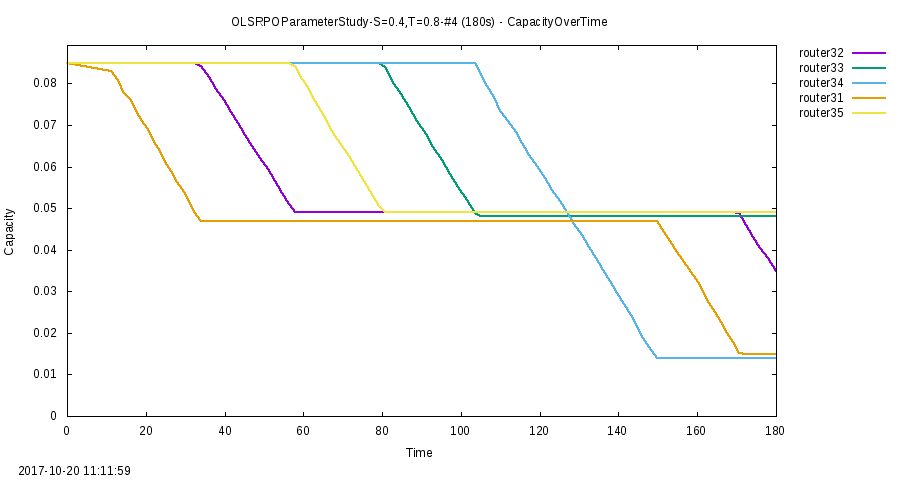 OLSRPOParameterStudy-S=0.4,T=0.8-#4 (180s) - CapacityOverTime
router32
router33
router34
router31
router35
0.08
0.07
0.06
0.05
0.04
0.03
0.02
0.01
0
Capacity
0 20 40 60 80 100 120 140 160 180
Time
2017-10-20 11:11:59